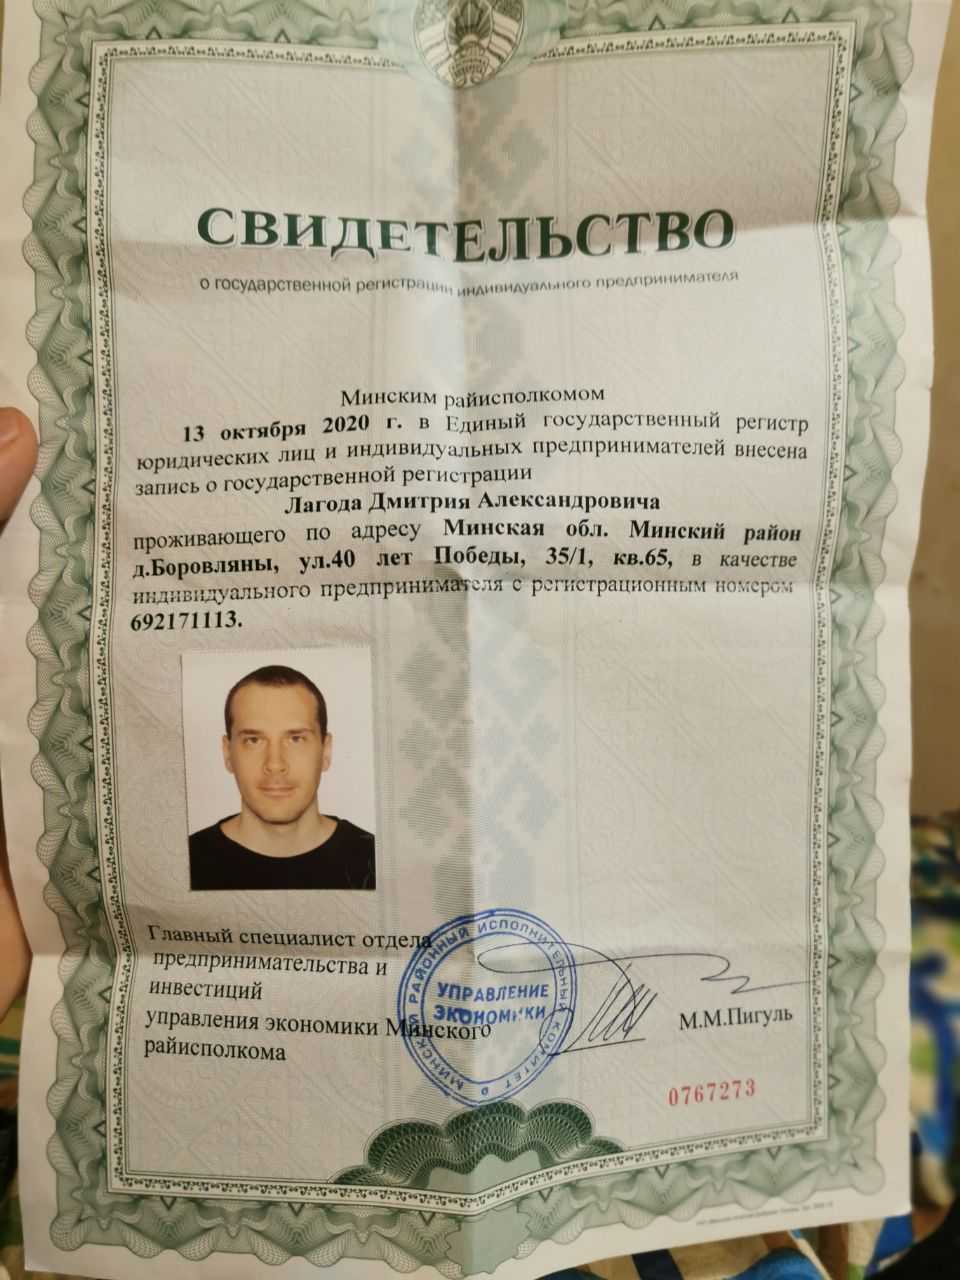 СВИДЕТЕЛЬСТВО
о государственной регистрации индивидуального предпринимателя
Минским райисполкомом
13 октября 2020 г. в Единый государственный регистр
юридических лиц и индивидуальных предпринимателей внесена
запись о государственной регистрации
Лагода Дмитрия Александровича
проживающего по адресу Минская обл. Минский район
д.Боровляны, ул.40 лет Победы, 35/1, кв.65, в качестве
индивидуального предпринимателя с регистрационным номером
692171113.
Главный специалист отдела
предпринимательства и
инвестиций
управления экономики Минского
райисполкома
МИНСКИЙ РАЙОННЫЙ ИСПОЛНИТЕЛЬНЫЙ КОМИТЕТ
УПРАВЛЕНИЕ
ЭКОНОМИКИ
М.М.Пигуль
0767273